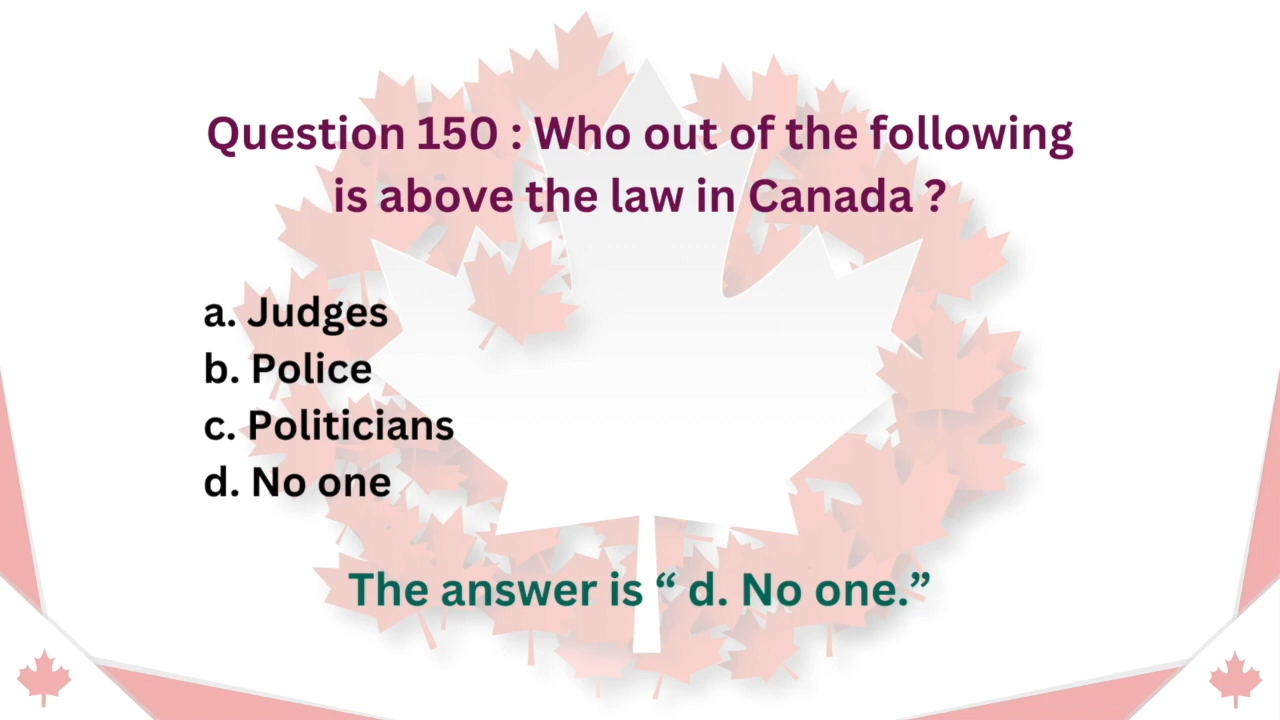 Question 150 : Who out of the following
is above the law in Canada ?
a. Judges
b. Police
c. Politicians
d. No one
The answer is “ d. No one.”